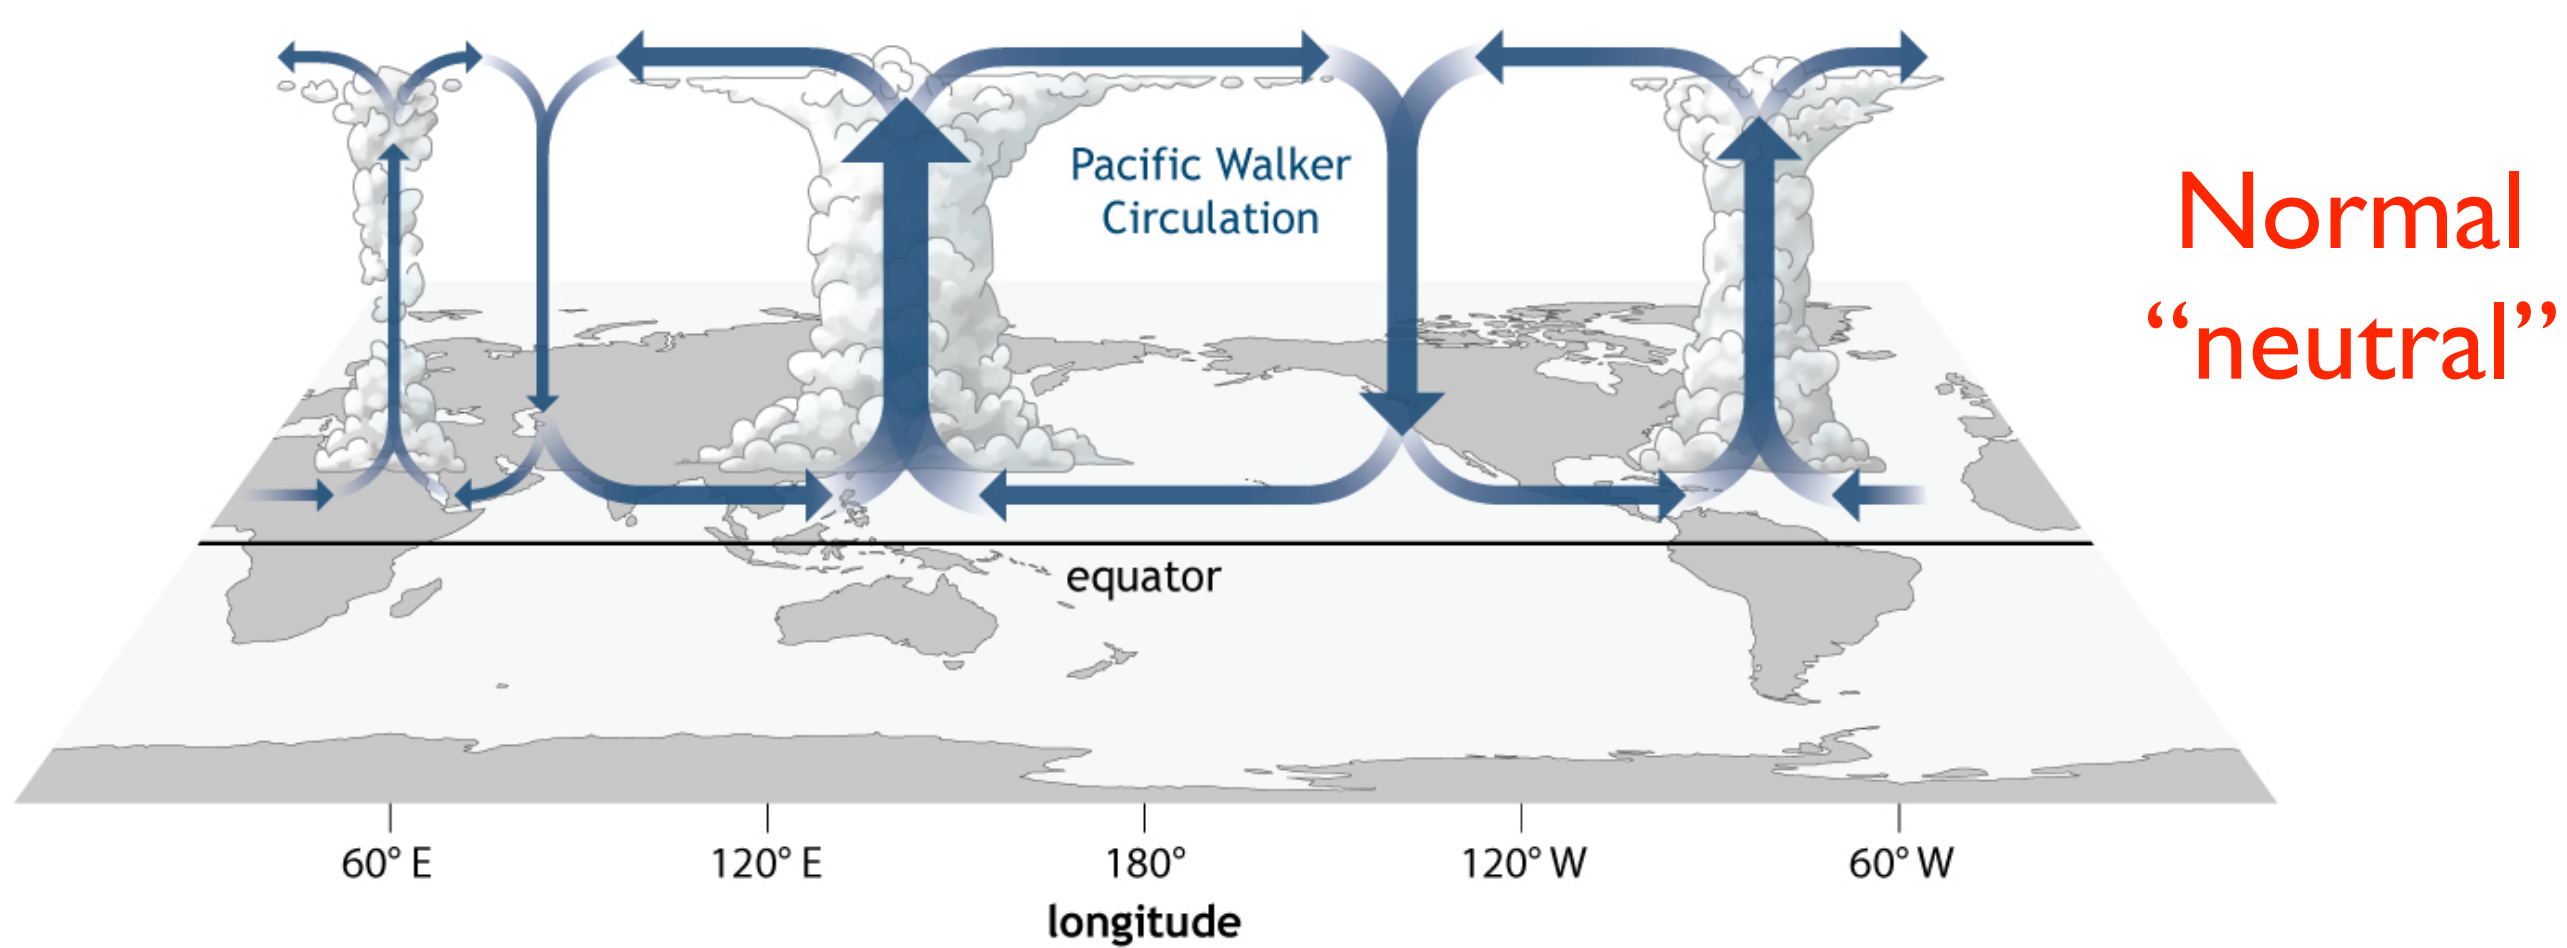 Pacific Walker
Circulation
Normal
“neutral”
equator
60° E
120° E
180°
120° W
60° W
longitude